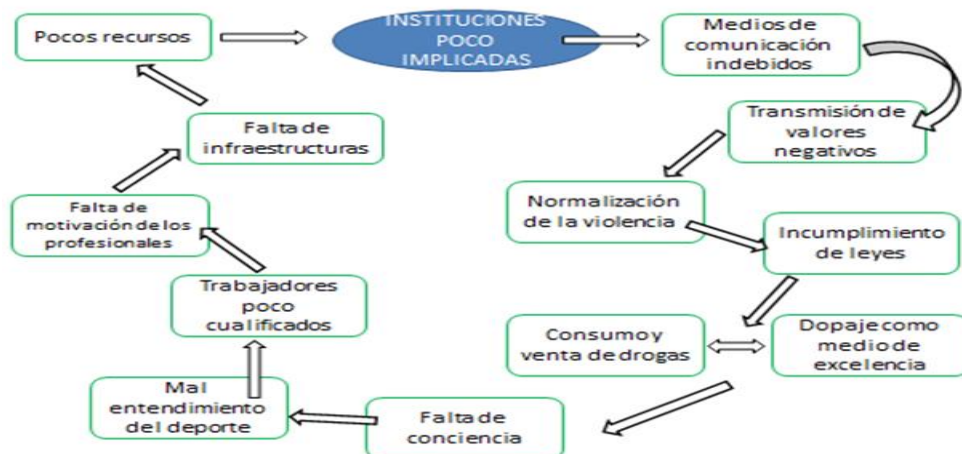 INSTITUCIONES
POCO
IMPLICADAS
Medios de
comunicación
indebidos
Transmisión de
valores
negativos
Normalización
de la violencia
Incumplimiento
de leyes
Dopaje como
medio de
excelencia
Consumo y
venta de drogas
Falta de
conciencia
Mal
entendimiento
del deporte
Trabajadores
poco
cualificados
Falta de
motivación de los
profesionales
Falta de
infraestructuras
Pocos recursos